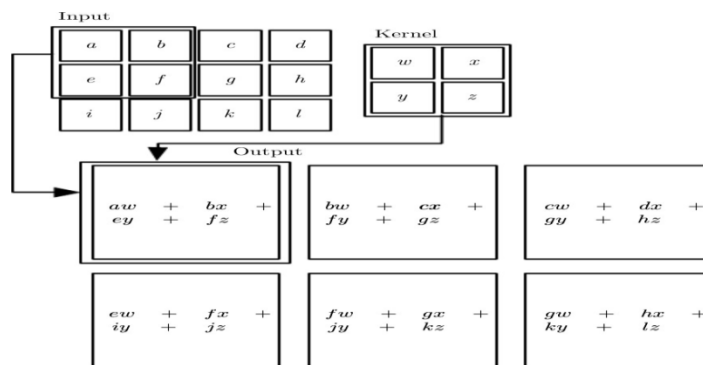 Input
Kernel
a b c d
w x
e f g h
y z
i j k l
Output
aw + bx +
ey + fz
bw + cx +
fy + gz
cw + dx +
gy + hz
ew + fx +
iy + jz
fw + gx +
jy + kz
gw + hx +
ky + lz